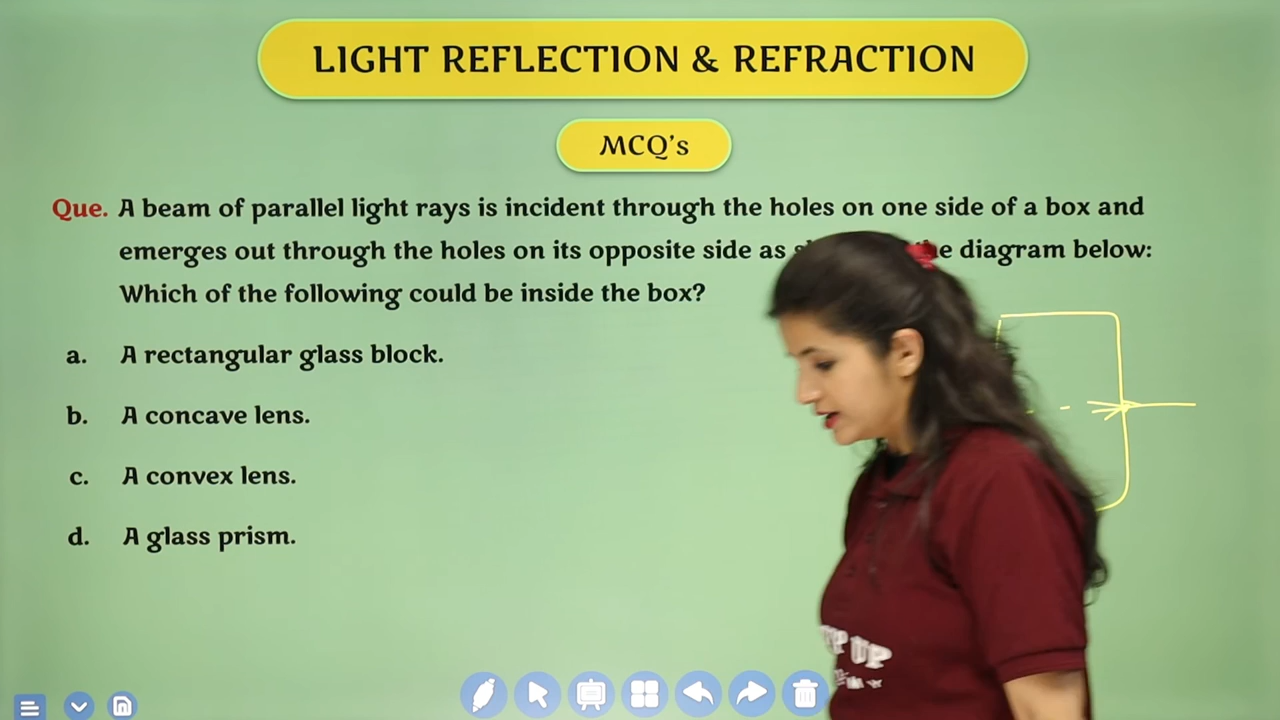 LIGHT REFLECTION & REFRACTION
MCQ's
Que. A beam of parallel light rays is incident through the holes on one side of a box and
emerges out through the holes on its opposite side as diagram below:
Which of the following could be inside the box?
a. A rectangular glass block.
b. A concave lens.
c. A convex lens.
d. A glass prism.
UP